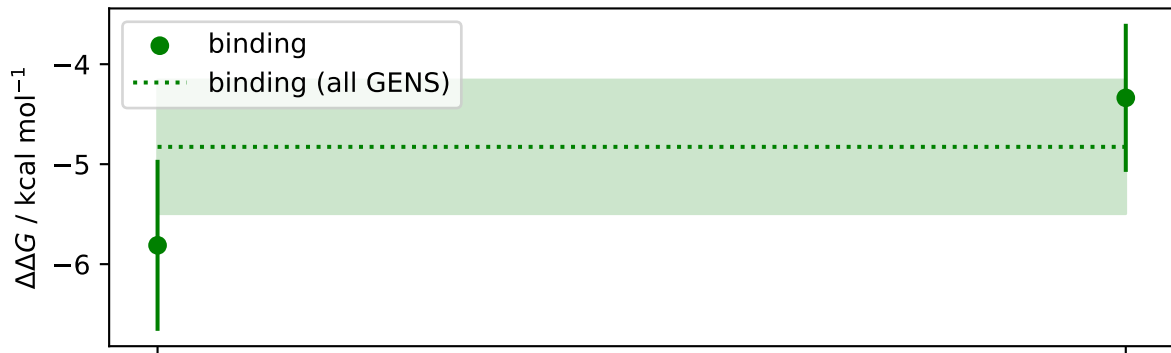 binding
binding (all GENS)
ΔΔG / kcal mol⁻¹
−4
−5
−6